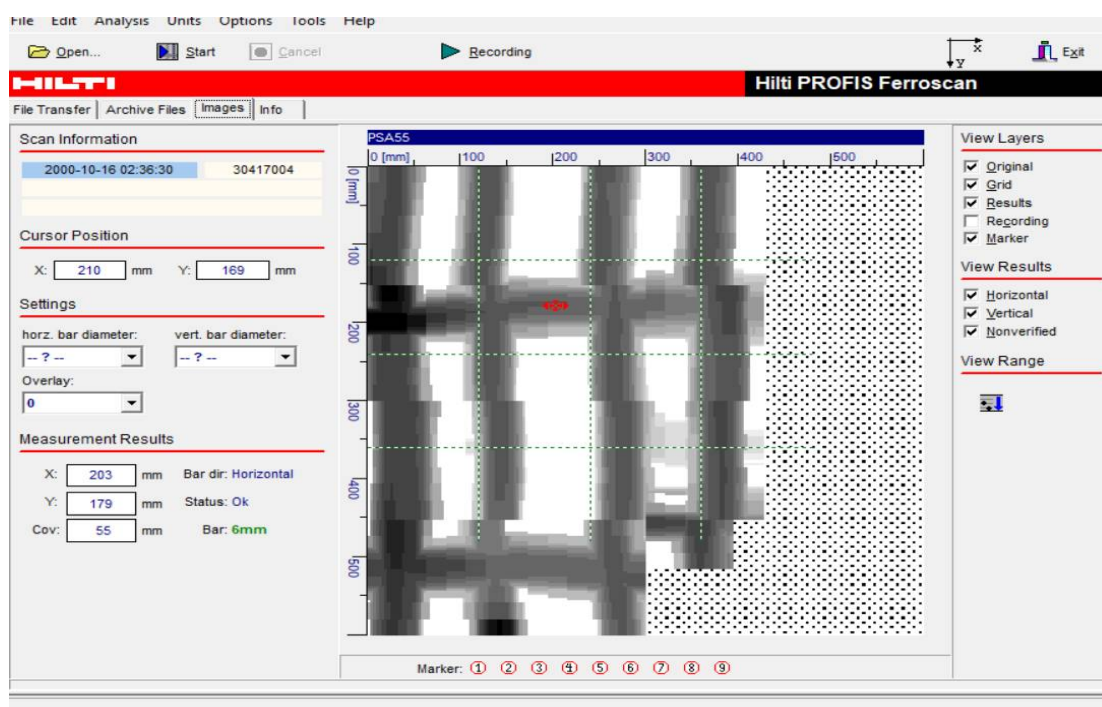 File Edit Analysis Units Options Tools Help
Open... Start Cancel Recording X Y Exit
HILTI Hilti PROFIS Ferroscan
File Transfer Archive Files Images Info
Scan Information
2000-10-16 02:36:30 30417004
Cursor Position
X: 210 mm Y: 169 mm
Settings
horz. bar diameter: vert. bar diameter:
-- ? -- -- ? --
Overlay:
0
Measurement Results
X: 203 mm Bar dir: Horizontal
Y: 179 mm Status: Ok
Cov: 55 mm Bar: 6mm
PSA55
0 [mm] 100 200 300 400 500
0 [mm]
100
200
300
400
500
Marker: ① ② ③ ④ ⑤ ⑥ ⑦ ⑧ ⑨
View Layers
Original
Grid
Results
Recording
Marker
View Results
Horizontal
Vertical
Nonverified
View Range